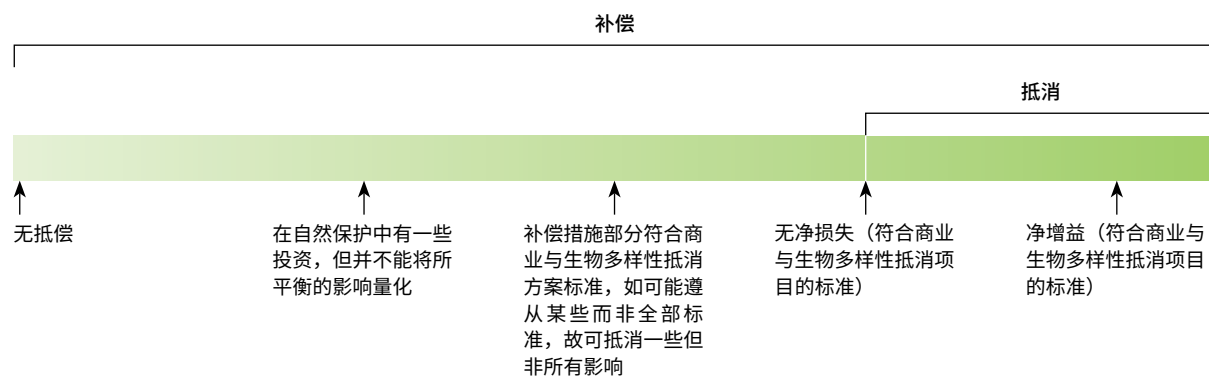 补偿
抵消
无抵偿
在自然保护中有一些
投资，但并不能将所
平衡的影响量化
补偿措施部分符合商
业与生物多样性抵消
方案标准，如可能遵
从某些而非全部标
准，故可抵消一些但
非所有影响
无净损失（符合商业
与生物多样性抵消项
目的标准）
净增益（符合商业与
生物多样性抵消项目
的标准）